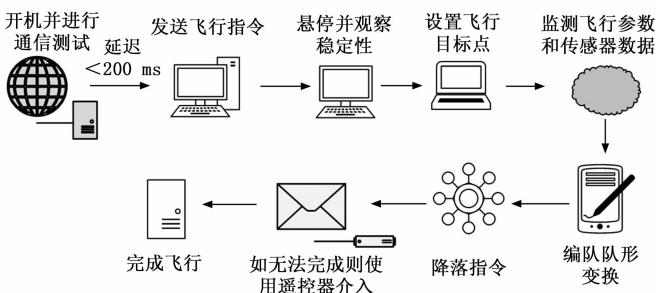 开机并进行
通信测试
延迟
＜200 ms
发送飞行指令
悬停并观察
稳定性
设置飞行
目标点
监测飞行参数
和传感器数据
编队队形
变换
降落指令
如无法完成则使
用遥控器介入
完成飞行